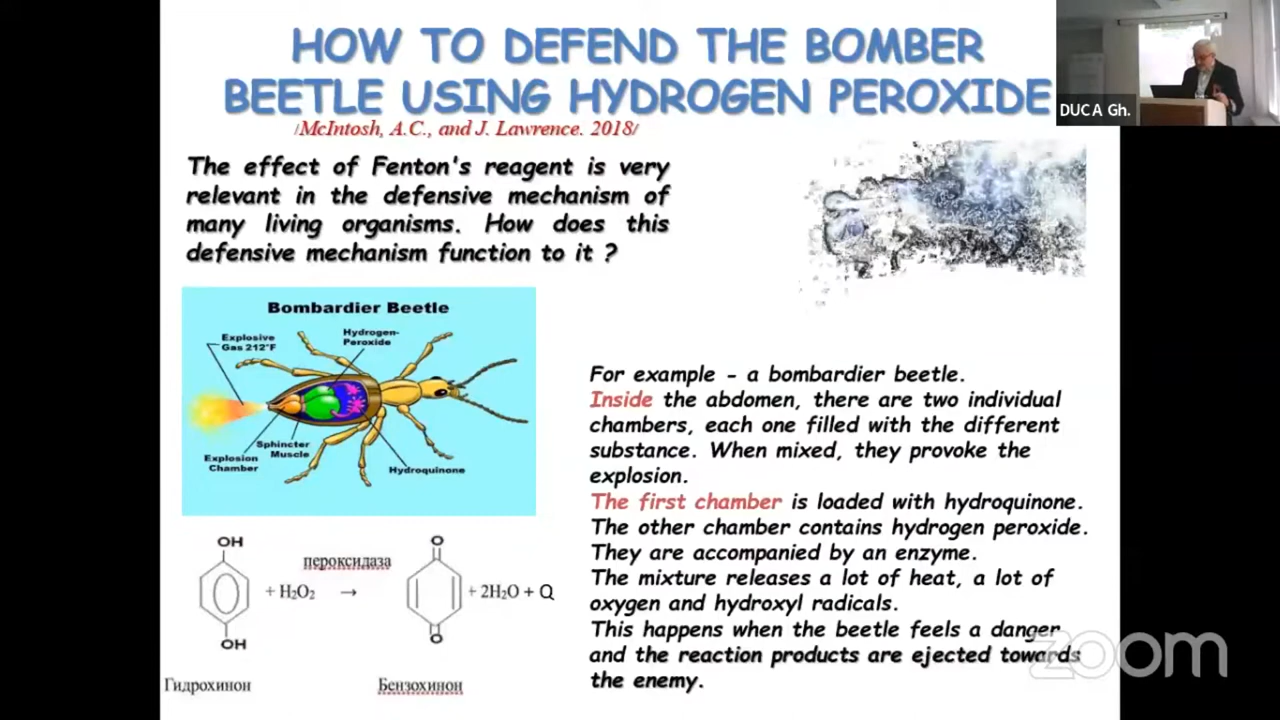 HOW TO DEFEND THE BOMBER
BEETLE USING HYDROGEN PEROXIDE
/McIntosh, A.C., and J. Lawrence. 2018/
DUCA Gh.
The effect of Fenton's reagent is very
relevant in the defensive mechanism of
many living organisms. How does this
defensive mechanism function to it ?
Bombardier Beetle
Explosive
Gas 212°F
Hydrogen-
Peroxide
Sphincter
Muscle
Explosion
Chamber
Hydroquinone
For example - a bombardier beetle.
Inside the abdomen, there are two individual
chambers, each one filled with the different
substance. When mixed, they provoke the
explosion.
The first chamber is loaded with hydroquinone.
The other chamber contains hydrogen peroxide.
They are accompanied by an enzyme.
The mixture releases a lot of heat, a lot of
oxygen and hydroxyl radicals.
This happens when the beetle feels a danger
and the reaction products are ejected towards
the enemy.
OH
OH
+ H₂O₂
пероксидаза
→
O
O
+ 2H₂O + Q
Гидрохинон
Бензохинон
zoom